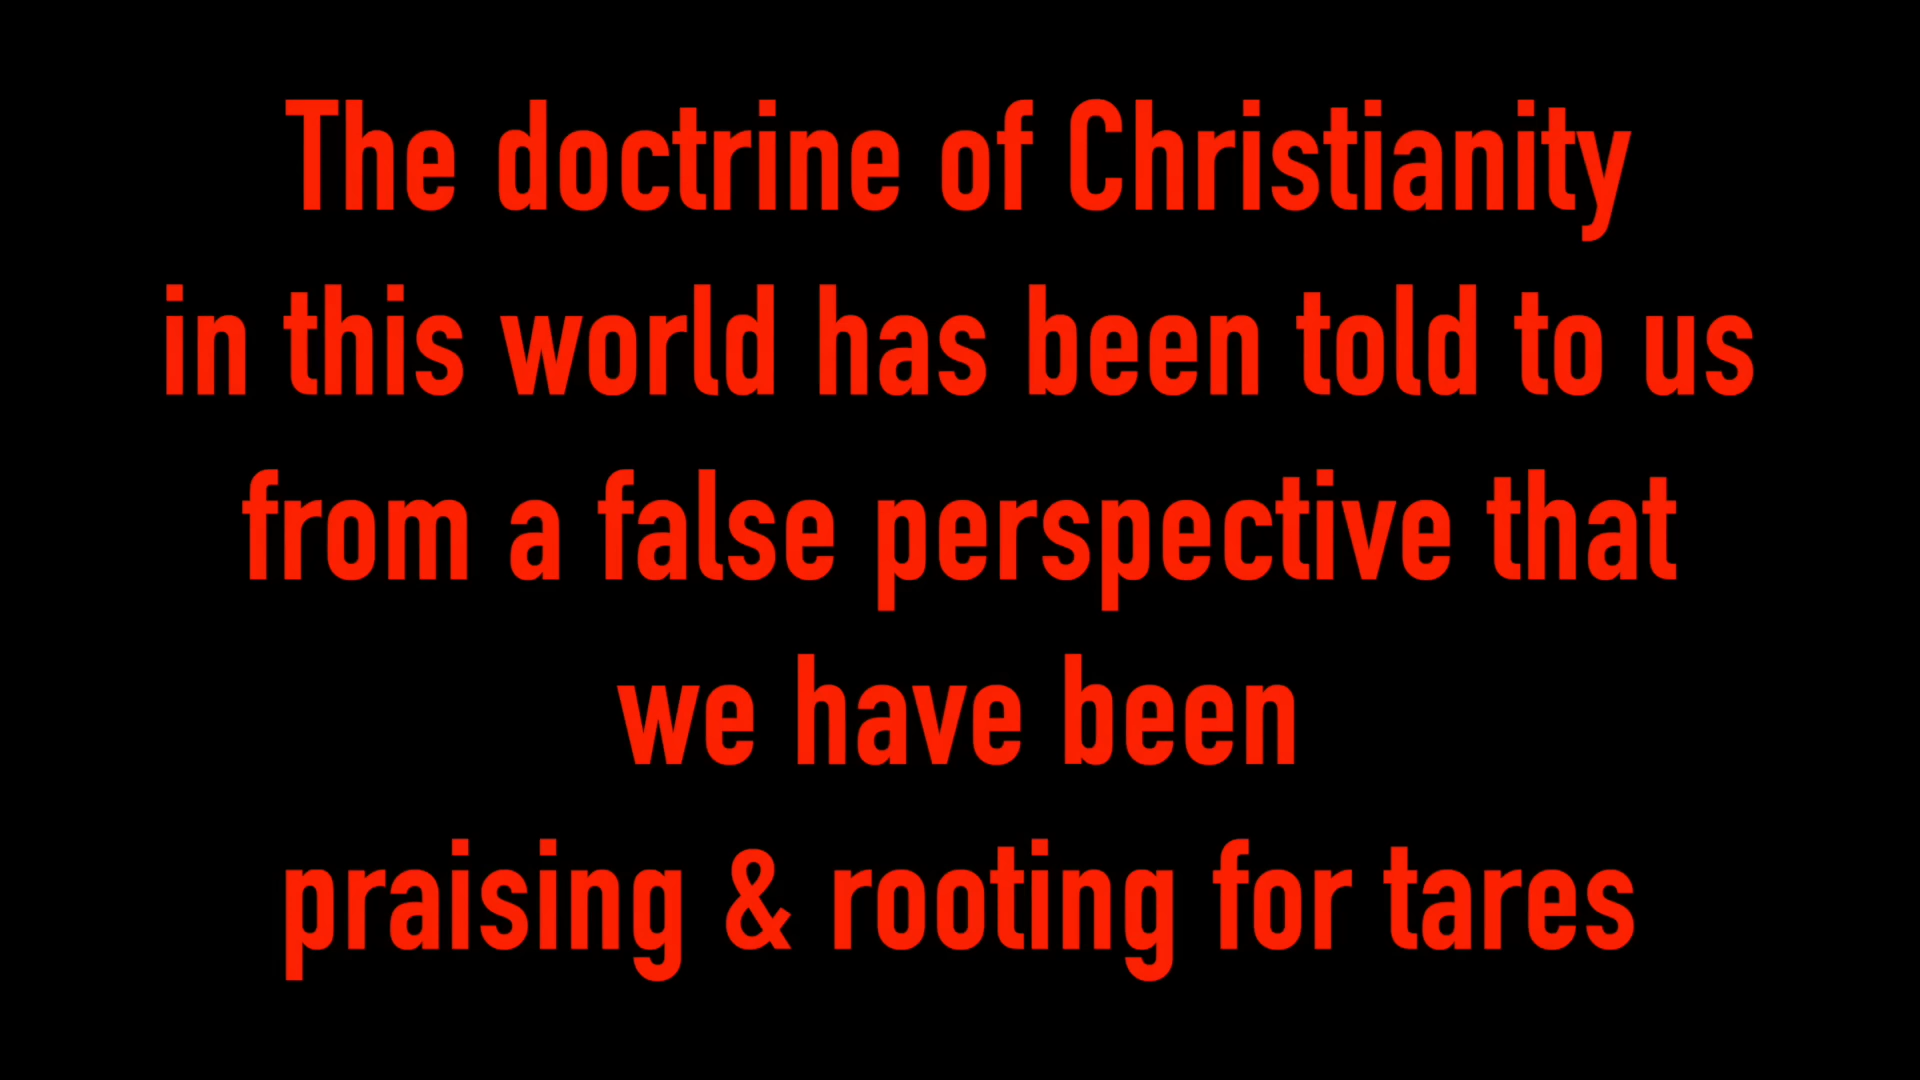 The doctrine of Christianity
in this world has been told to us
from a false perspective that
we have been
praising & rooting for tares